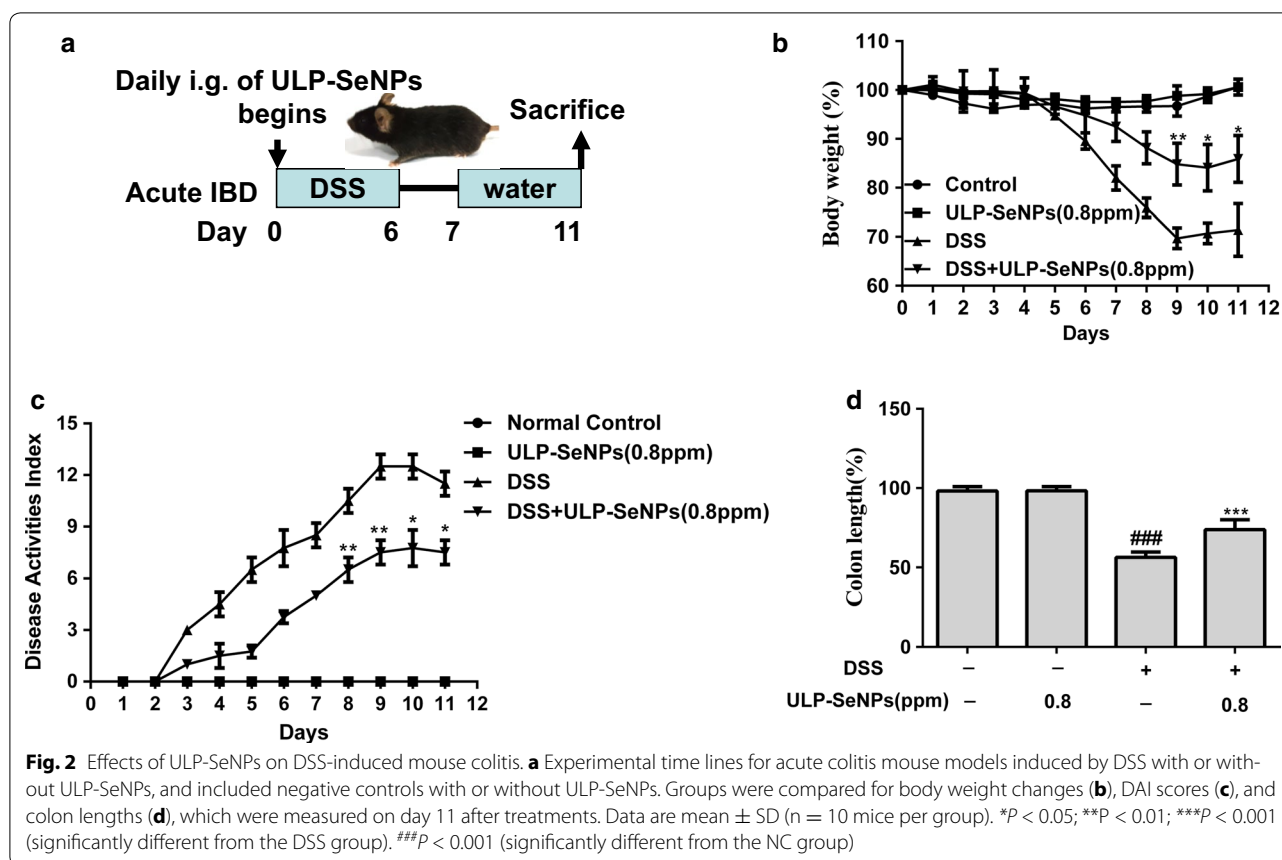 a
Daily i.g. of ULP-SeNPs
begins
Sacrifice
Acute IBD DSS water
Day 0 6 7 11
b
110
100
90
80
70
60
Body weight (%)
** * *
Control
ULP-SeNPs(0.8ppm)
DSS
DSS+ULP-SeNPs(0.8ppm)
0 1 2 3 4 5 6 7 8 9 10 11 12
Days
c
15
12
9
6
3
0
Disease Activities Index
Normal Control
ULP-SeNPs(0.8ppm)
DSS
DSS+ULP-SeNPs(0.8ppm)
** ** * *
0 1 2 3 4 5 6 7 8 9 10 11 12
Days
d
150
100
50
0
Colon length(%)
### ***
DSS – – + +
ULP-SeNPs(ppm) – 0.8 – 0.8
Fig. 2 Effects of ULP-SeNPs on DSS-induced mouse colitis. a Experimental time lines for acute colitis mouse models induced by DSS with or with-
out ULP-SeNPs, and included negative controls with or without ULP-SeNPs. Groups were compared for body weight changes (b), DAI scores (c), and
colon lengths (d), which were measured on day 11 after treatments. Data are mean ± SD (n = 10 mice per group). *P < 0.05; **P < 0.01; ***P < 0.001
(significantly different from the DSS group). ###P < 0.001 (significantly different from the NC group)